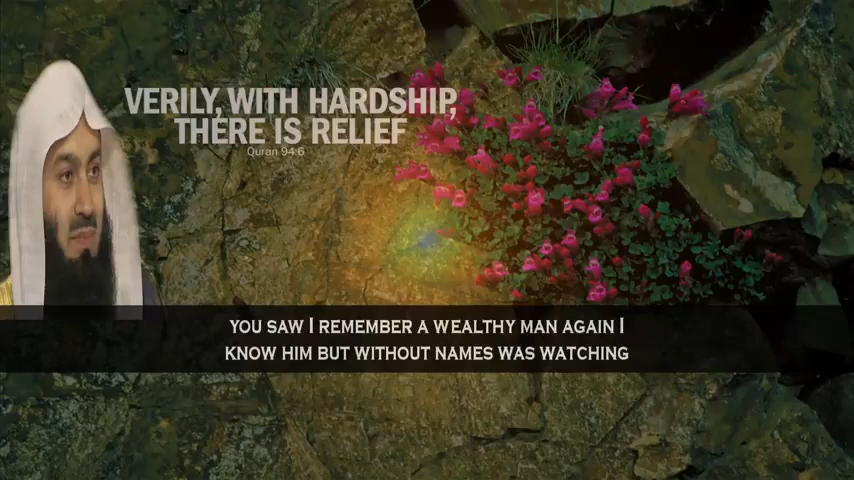 VERILY, WITH HARDSHIP,
THERE IS RELIEF
Quran 94:6
YOU SAW I REMEMBER A WEALTHY MAN AGAIN I
KNOW HIM BUT WITHOUT NAMES WAS WATCHING